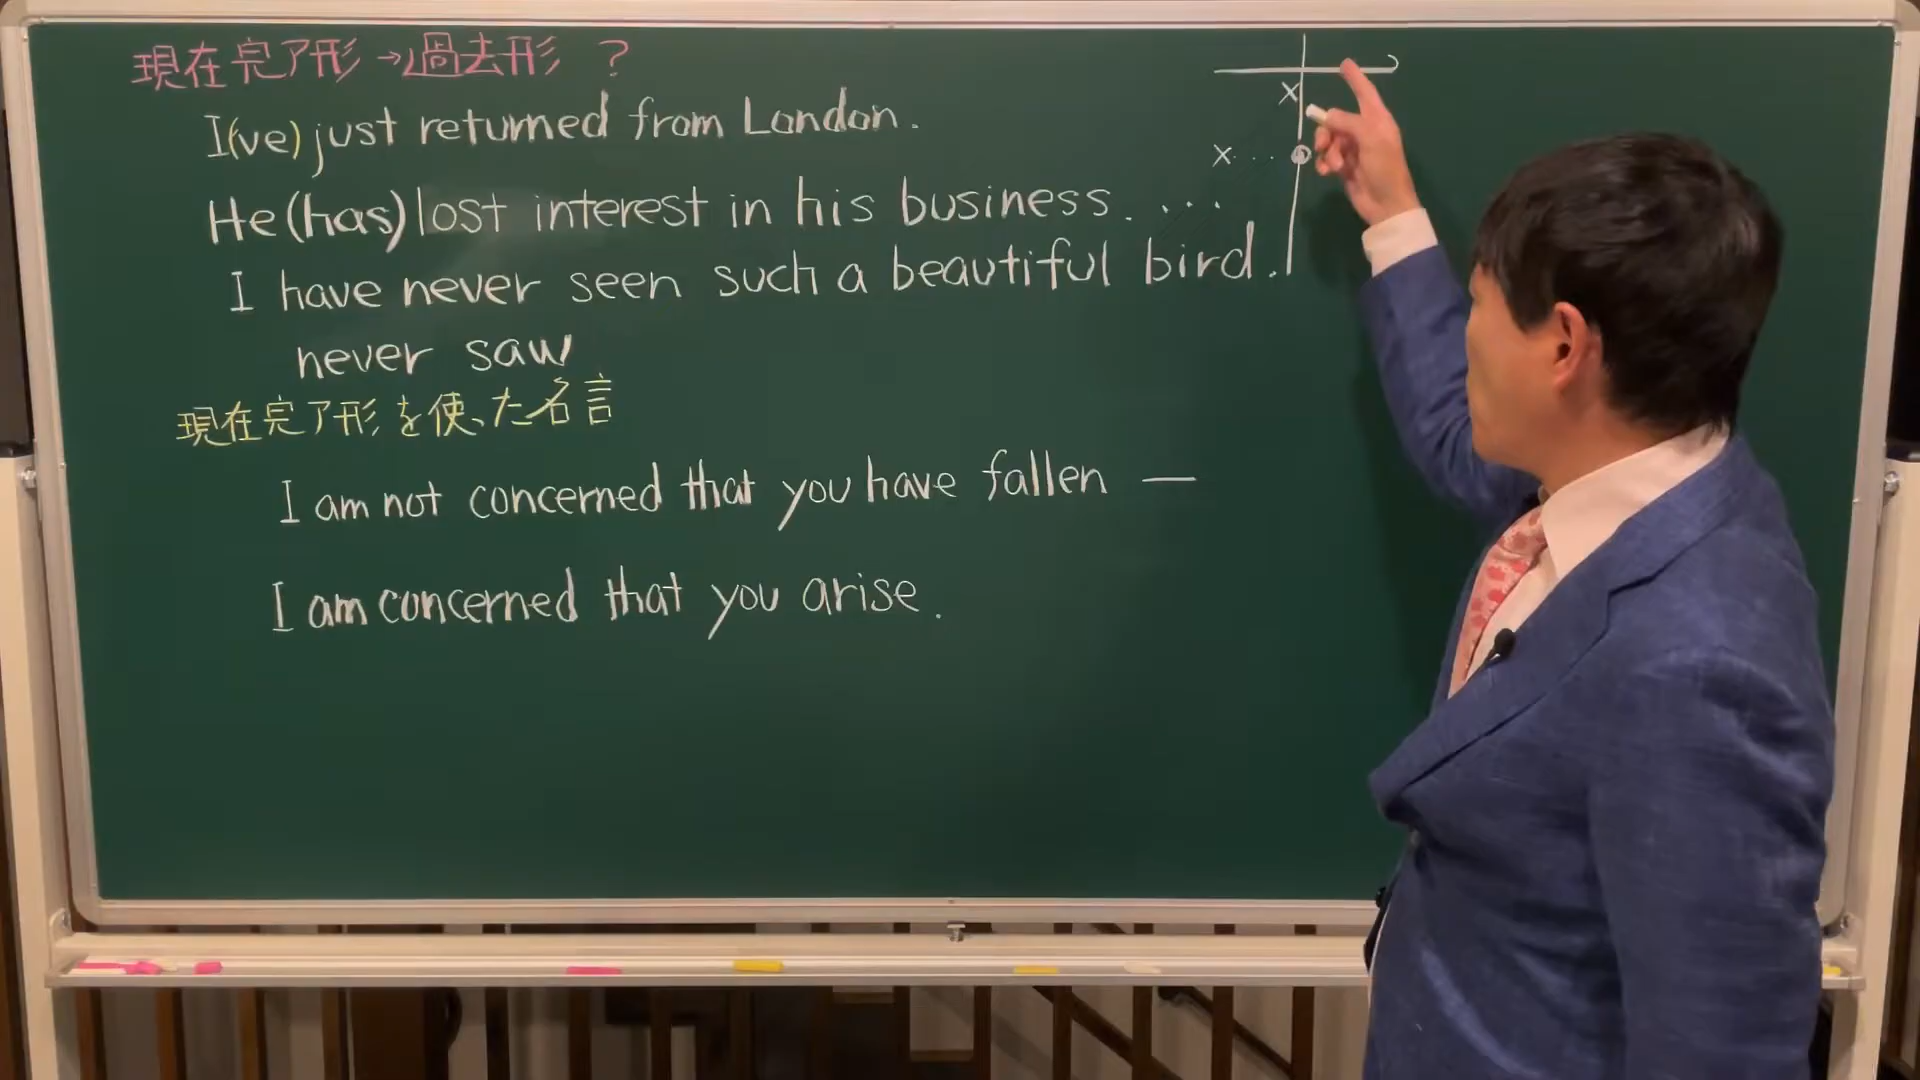 現在完了形→過去形 ?
I(ve) just returned from London.
He (has) lost interest in his business. ...
I have never seen such a beautiful bird.
never saw
現在完了形を使った名言
I am not concerned that you have fallen —
I am concerned that you arise.
x
x...